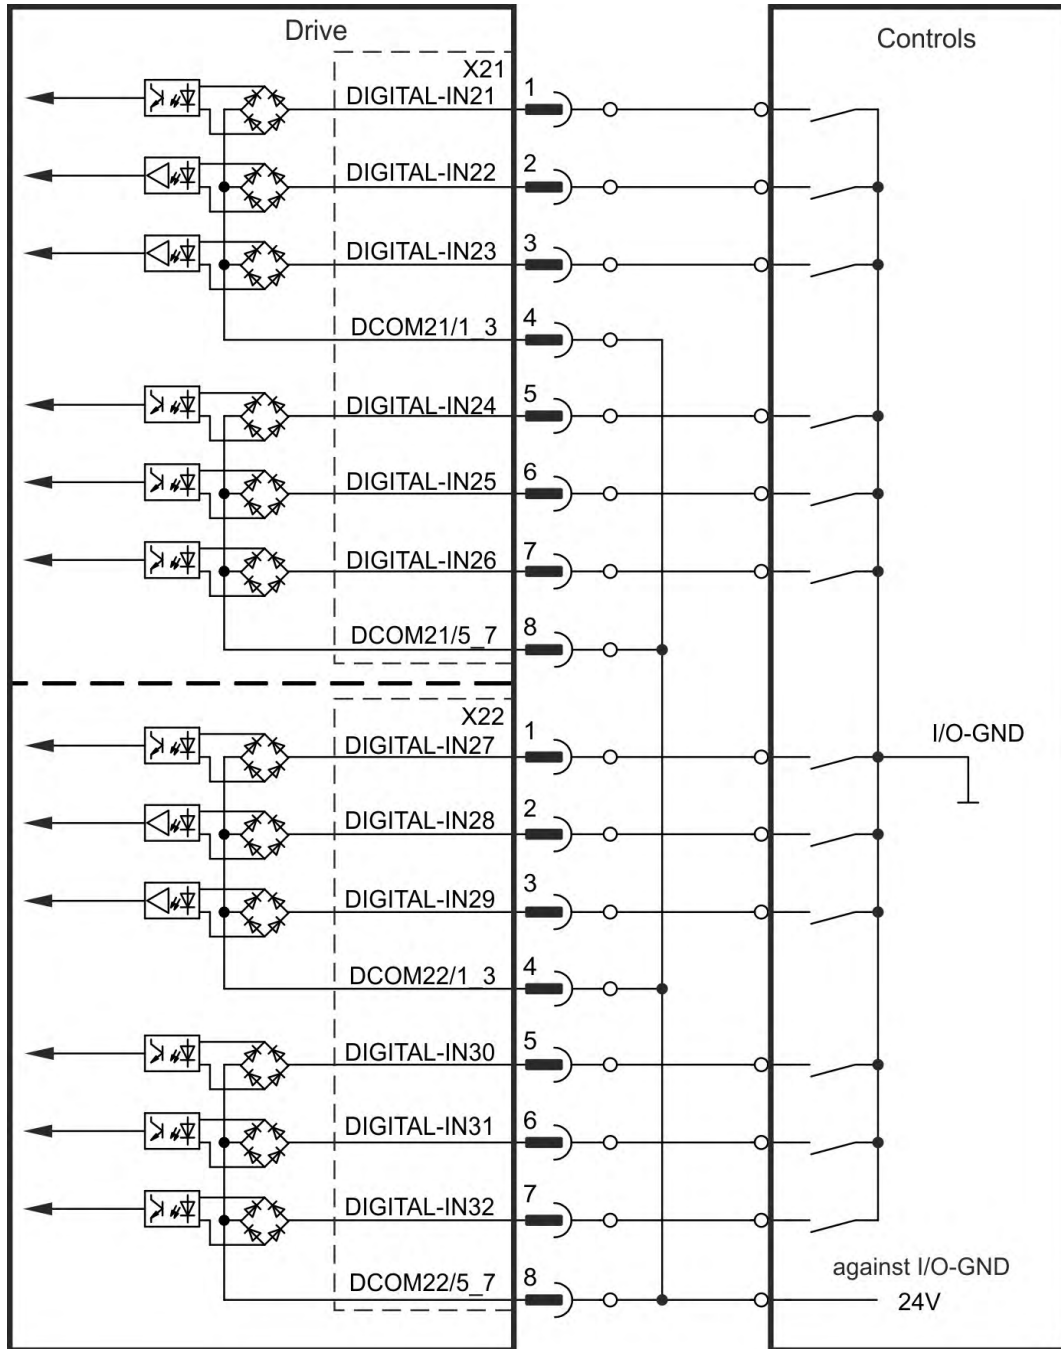 Drive
Controls
X21
DIGITAL-IN21 1
DIGITAL-IN22 2
DIGITAL-IN23 3
DCOM21/1_3 4
DIGITAL-IN24 5
DIGITAL-IN25 6
DIGITAL-IN26 7
DCOM21/5_7 8
X22
DIGITAL-IN27 1
I/O-GND
DIGITAL-IN28 2
DIGITAL-IN29 3
DCOM22/1_3 4
DIGITAL-IN30 5
DIGITAL-IN31 6
DIGITAL-IN32 7
DCOM22/5_7 8
against I/O-GND
24V